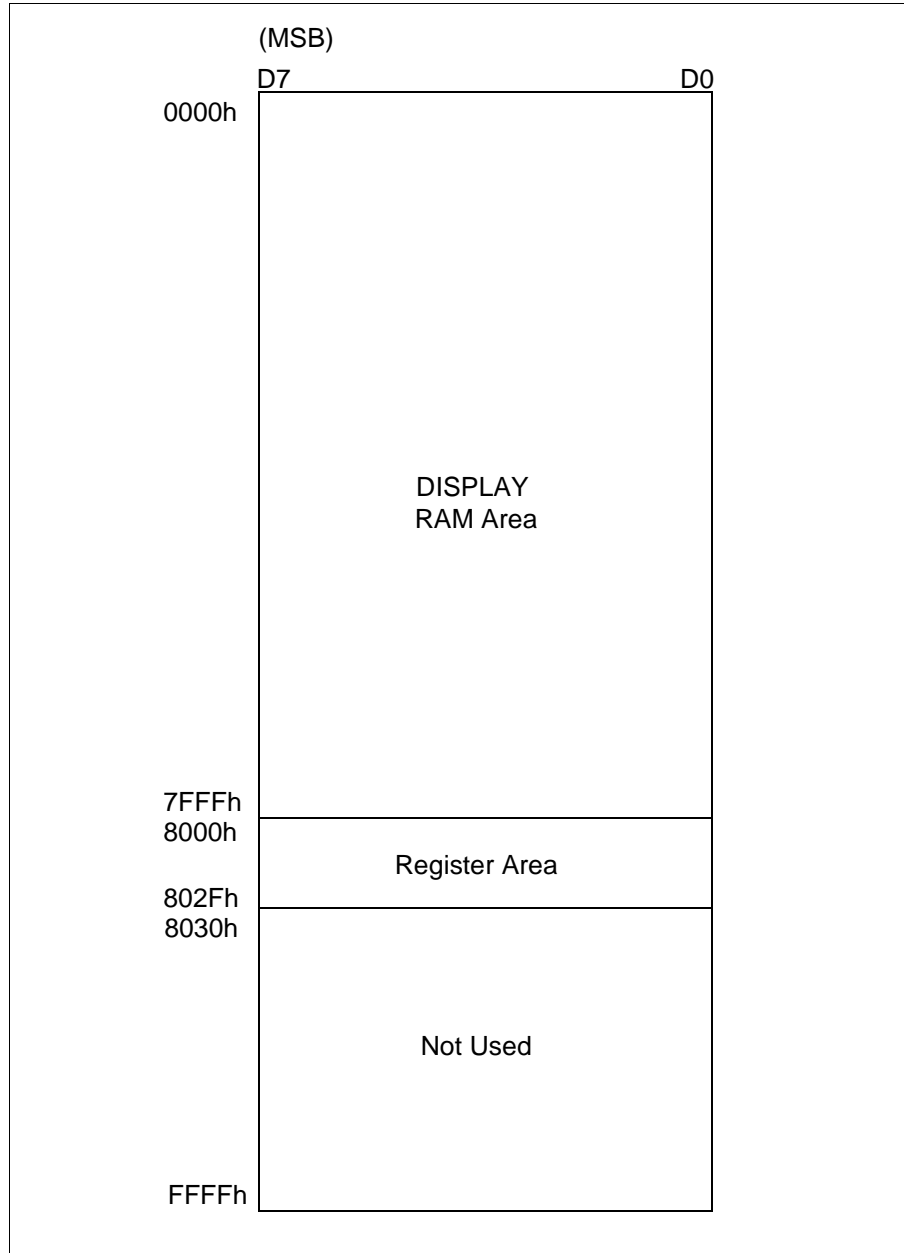 (MSB)
D7 D0
0000h
DISPLAY
RAM Area
7FFFh
8000h
Register Area
802Fh
8030h
Not Used
FFFFh